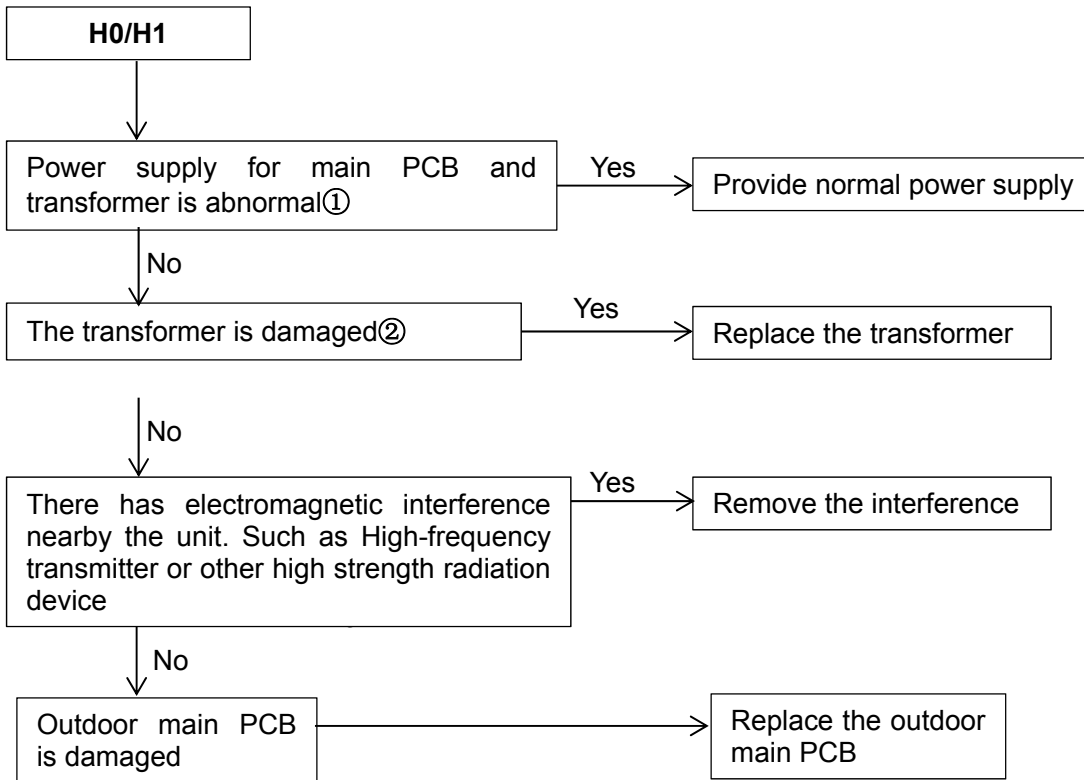 H0/H1
Power supply for main PCB and
transformer is abnormal①
Yes
Provide normal power supply
No
The transformer is damaged②
Yes
Replace the transformer
No
There has electromagnetic interference
nearby the unit. Such as High-frequency
transmitter or other high strength radiation
device
Yes
Remove the interference
No
Outdoor main PCB
is damaged
Replace the outdoor
main PCB